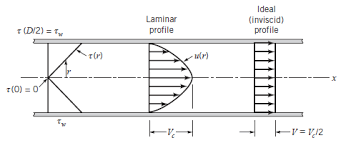 Ideal
Laminar (inviscid)
τ (D/2) = τw profile profile
τ(r) u(r)
r
x
τ(0) = 0
τw
Vc V = Vc/2